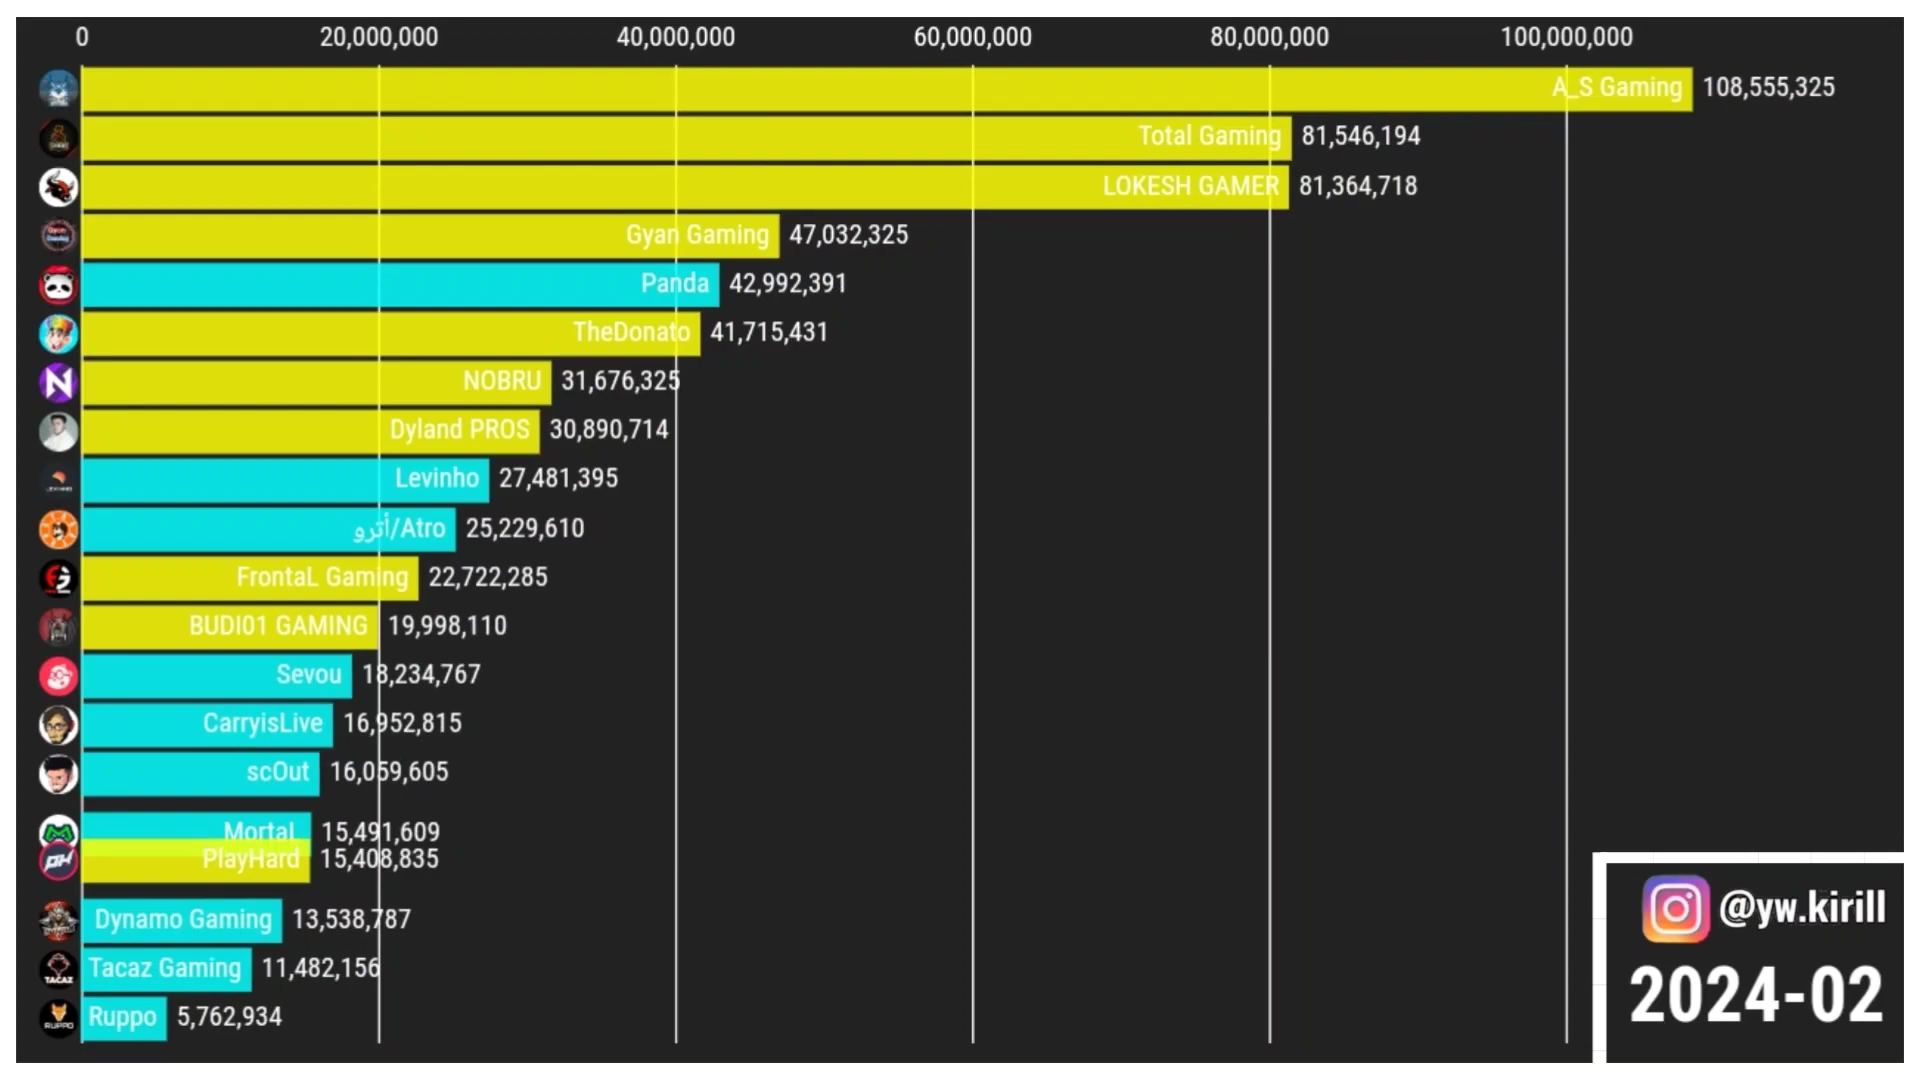 0 20,000,000 40,000,000 60,000,000 80,000,000 100,000,000
A_S Gaming 108,555,325
Total Gaming 81,546,194
LOKESH GAMER 81,364,718
Gyan Gaming 47,032,325
Panda 42,992,391
TheDonato 41,715,431
NOBRU 31,676,325
Dyland PROS 30,890,714
Levinho 27,481,395
أترو/Atro 25,229,610
FrontaL Gaming 22,722,285
BUDI01 GAMING 19,998,110
Sevou 18,234,767
CarryisLive 16,952,815
scOut 16,059,605
MortaL 15,491,609
PlayHard 15,408,835
Dynamo Gaming 13,538,787
TACAZ Tacaz Gaming 11,482,156
RUPPO Ruppo 5,762,934
@yw.kirill
2024-02